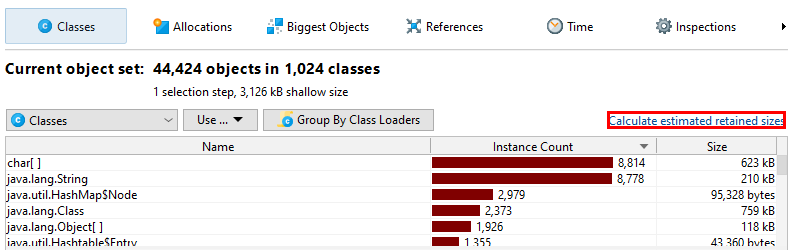 Classes Allocations Biggest Objects References Time Inspections
Current object set: 44,424 objects in 1,024 classes
1 selection step, 3,126 kB shallow size
Classes Use ... Group By Class Loaders Calculate estimated retained sizes
Name Instance Count Size
char[ ] 8,814 623 kB
java.lang.String 8,778 210 kB
java.util.HashMap$Node 2,979 95,328 bytes
java.lang.Class 2,373 759 kB
java.lang.Object[ ] 1,926 118 kB
java.util.Hashtable$Entry 1,355 43,360 bytes